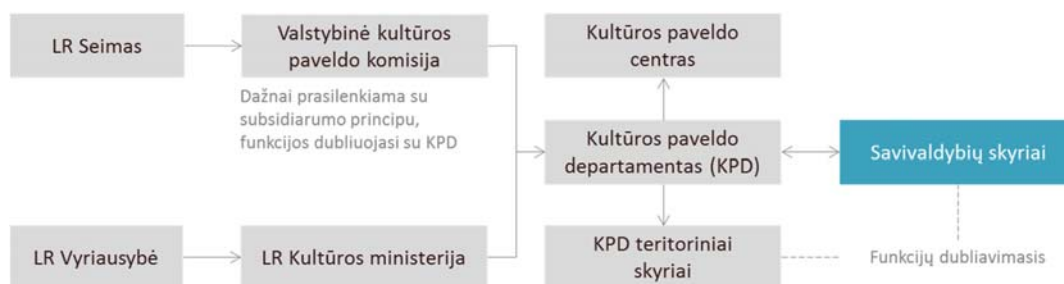 LR Seimas
Valstybinė kultūros
paveldo komisija
Dažnai prasilenkiama su
subsidiarumo principu,
funkcijos dubliuojasi su KPD
Kultūros paveldo
centras
Kultūros paveldo
departamentas (KPD)
Savivaldybių skyriai
LR Vyriausybė
LR Kultūros ministerija
KPD teritoriniai
skyriai
Funkcijų dubliavimasis